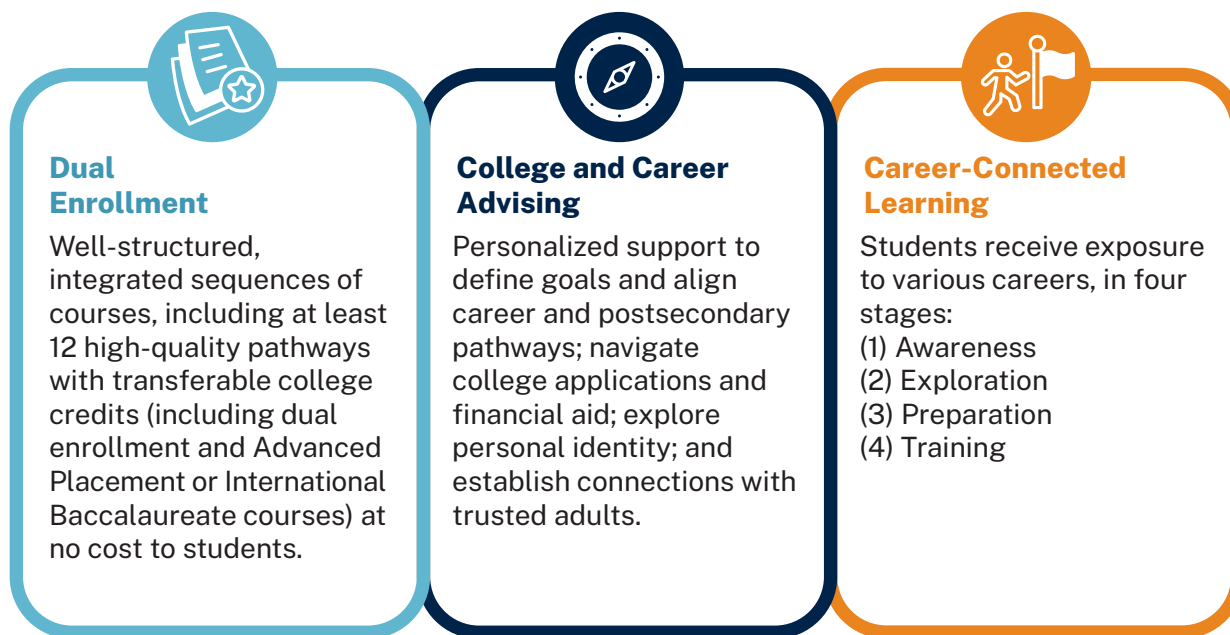 Dual
Enrollment
Well-structured,
integrated sequences of
courses, including at least
12 high-quality pathways
with transferable college
credits (including dual
enrollment and Advanced
Placement or International
Baccalaureate courses) at
no cost to students.
College and Career
Advising
Personalized support to
define goals and align
career and postsecondary
pathways; navigate
college applications and
financial aid; explore
personal identity; and
establish connections with
trusted adults.
Career-Connected
Learning
Students receive exposure
to various careers, in four
stages:
(1) Awareness
(2) Exploration
(3) Preparation
(4) Training